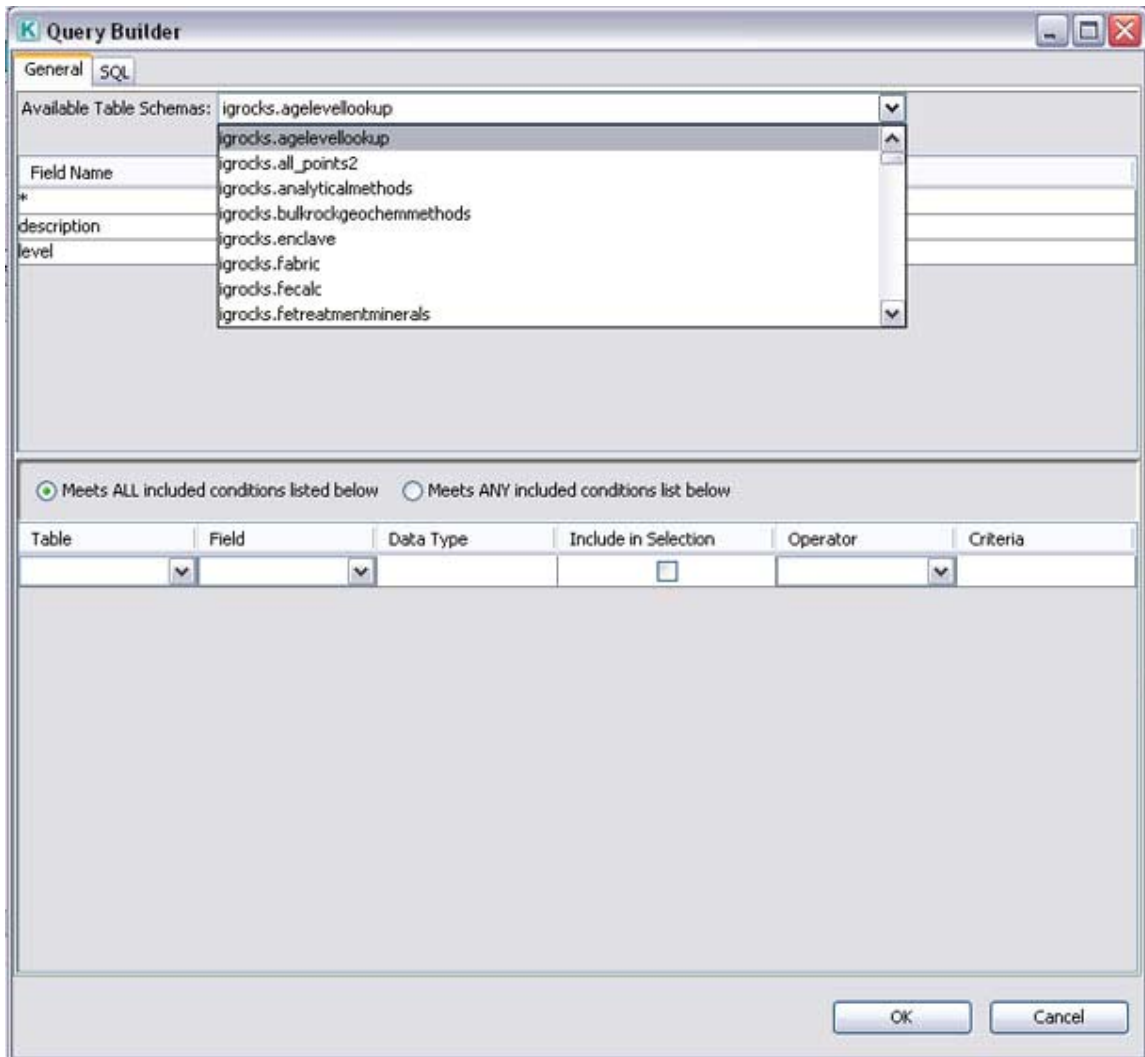 K Query Builder
General SQL
Available Table Schemas: igrocks.agelevellookup
igrocks.agelevellookup
igrocks.all_points2
Field Name
igrocks.analyticalmethods
*
igrocks.bulkrockgeochemmethods
description
igrocks.enclave
level
igrocks.fabric
igrocks.fecalc
igrocks.fetreatmentminerals
Meets ALL included conditions listed below Meets ANY included conditions list below
Table Field Data Type Include in Selection Operator Criteria
OK Cancel